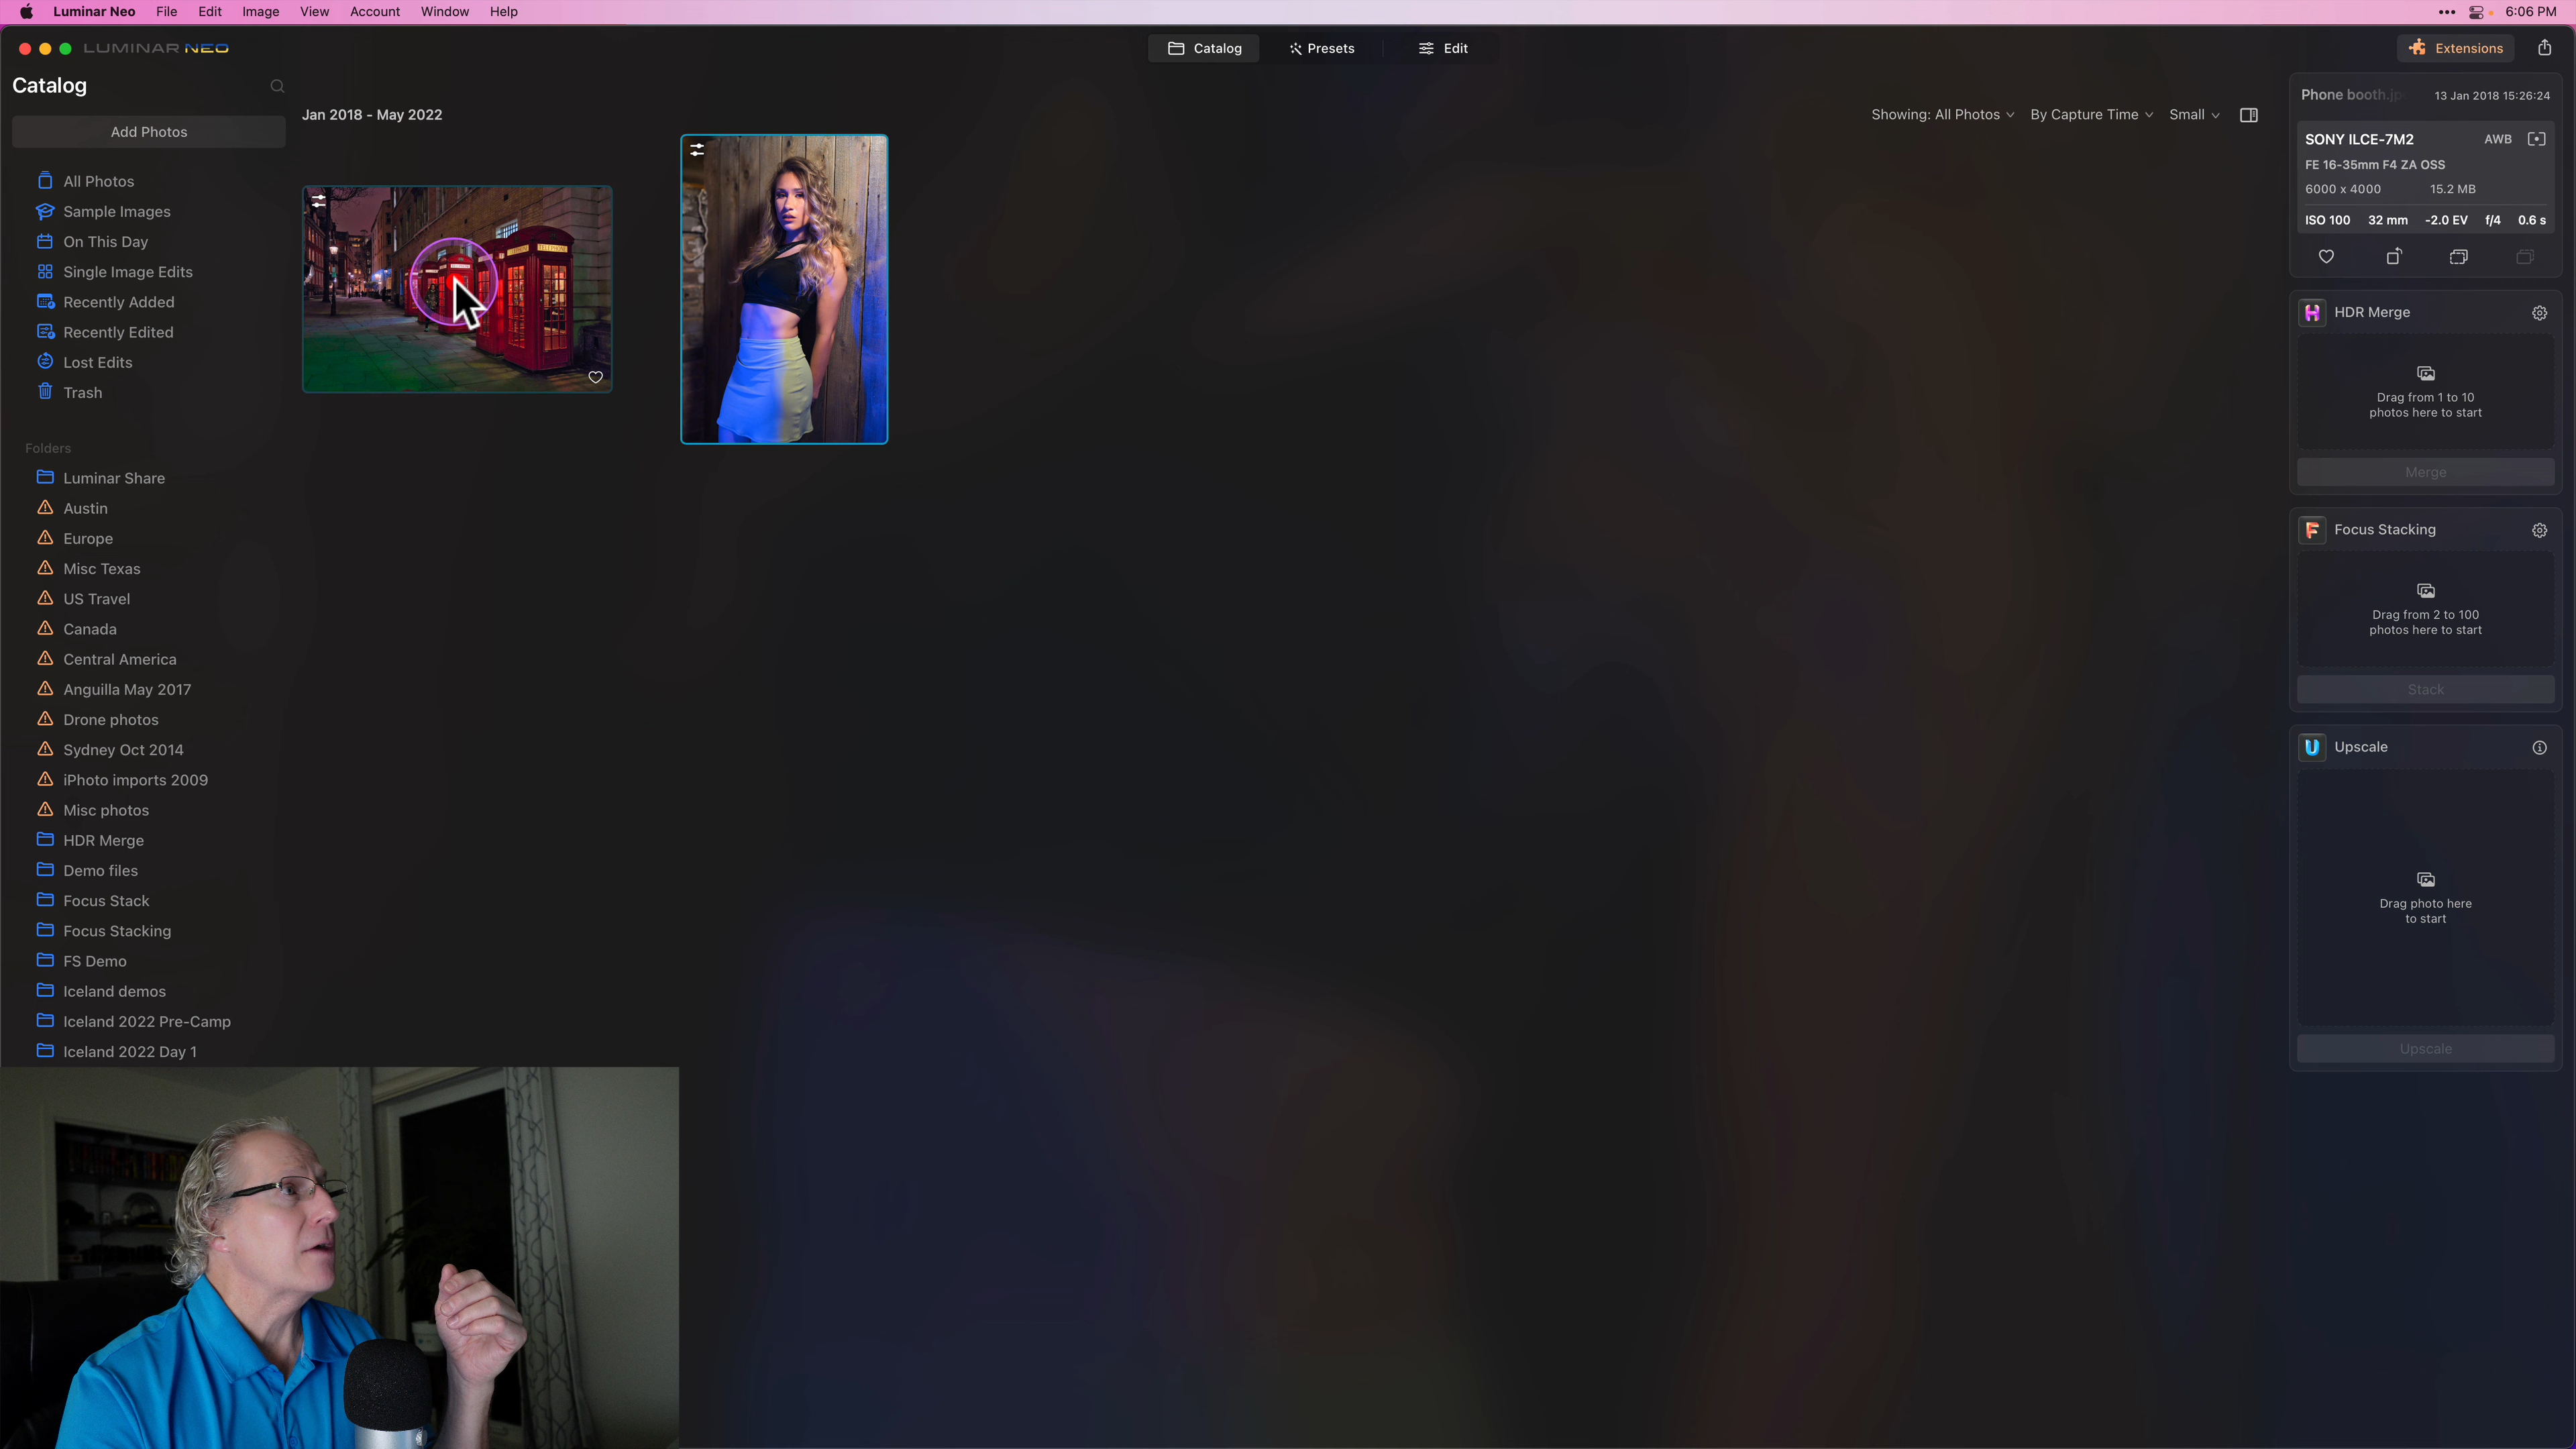 Luminar Neo File Edit Image View Account Window Help 6:06 PM
LUMINAR NEO
Catalog Presets Edit
Extensions
Catalog
Add Photos
All Photos
Sample Images
On This Day
Single Image Edits
Recently Added
Recently Edited
Lost Edits
Trash
Folders
Luminar Share
Austin
Europe
Misc Texas
US Travel
Canada
Central America
Anguilla May 2017
Drone photos
Sydney Oct 2014
iPhoto imports 2009
Misc photos
HDR Merge
Demo files
Focus Stack
Focus Stacking
FS Demo
Iceland demos
Iceland 2022 Pre-Camp
Iceland 2022 Day 1
Jan 2018 - May 2022
Showing: All Photos By Capture Time Small
TELEPHONE
Phone booth.jp 13 Jan 2018 15:26:24
SONY ILCE-7M2 AWB
FE 16-35mm F4 ZA OSS
6000 x 4000 15.2 MB
ISO 100 32 mm -2.0 EV f/4 0.6 s
HDR Merge
Drag from 1 to 10
photos here to start
Merge
Focus Stacking
Drag from 2 to 100
photos here to start
Stack
Upscale
Drag photo here
to start
Upscale